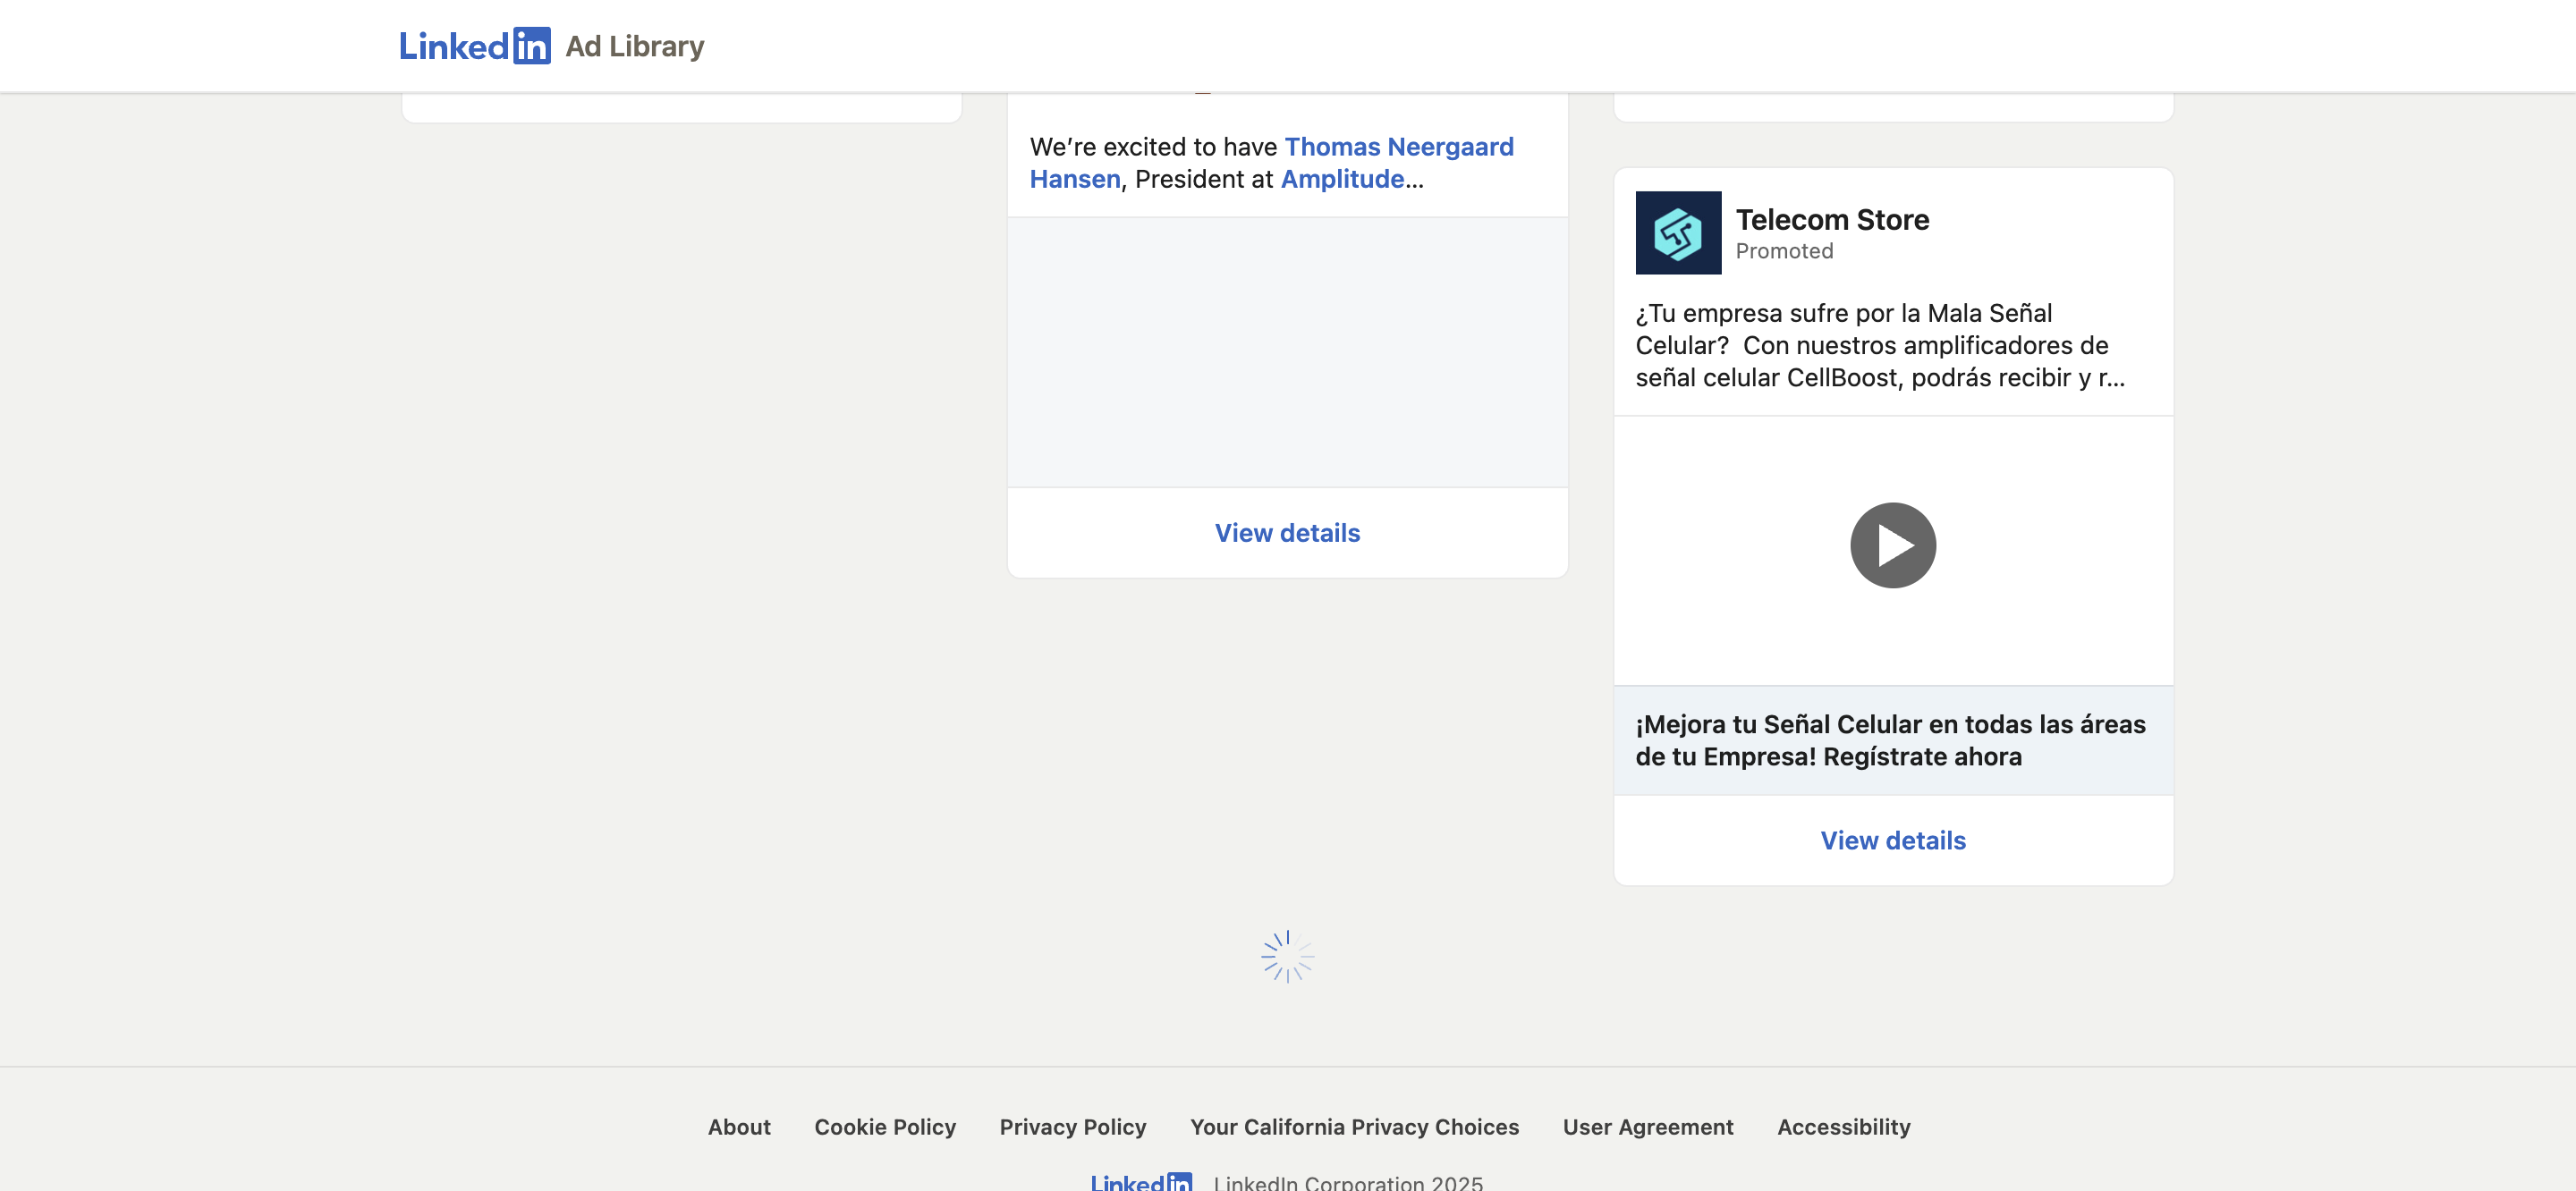 LinkedIn Ad Library
We’re excited to have Thomas Neergaard
Hansen, President at Amplitude...
View details
Telecom Store
Promoted
¿Tu empresa sufre por la Mala Señal
Celular?  Con nuestros amplificadores de
señal celular CellBoost, podrás recibir y r...
¡Mejora tu Señal Celular en todas las áreas
de tu Empresa! Regístrate ahora
View details
About Cookie Policy Privacy Policy Your California Privacy Choices User Agreement Accessibility
LinkedIn LinkedIn Corporation 2025